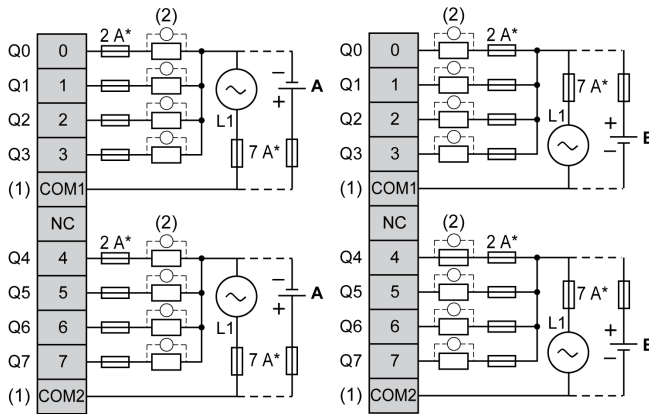 (2)
Q0 0 2 A*
Q1 1
Q2 2
Q3 3
(1) COM1
L1
7 A*
− + A
NC
(2)
Q4 4 2 A*
Q5 5
Q6 6
Q7 7
(1) COM2
L1
7 A*
− + A
(2)
Q0 0 2 A*
Q1 1
Q2 2
Q3 3
(1) COM1
7 A*
L1
+ −
NC
(2)
Q4 4 2 A*
Q5 5
Q6 6
Q7 7
(1) COM2
7 A*
L1
+ −